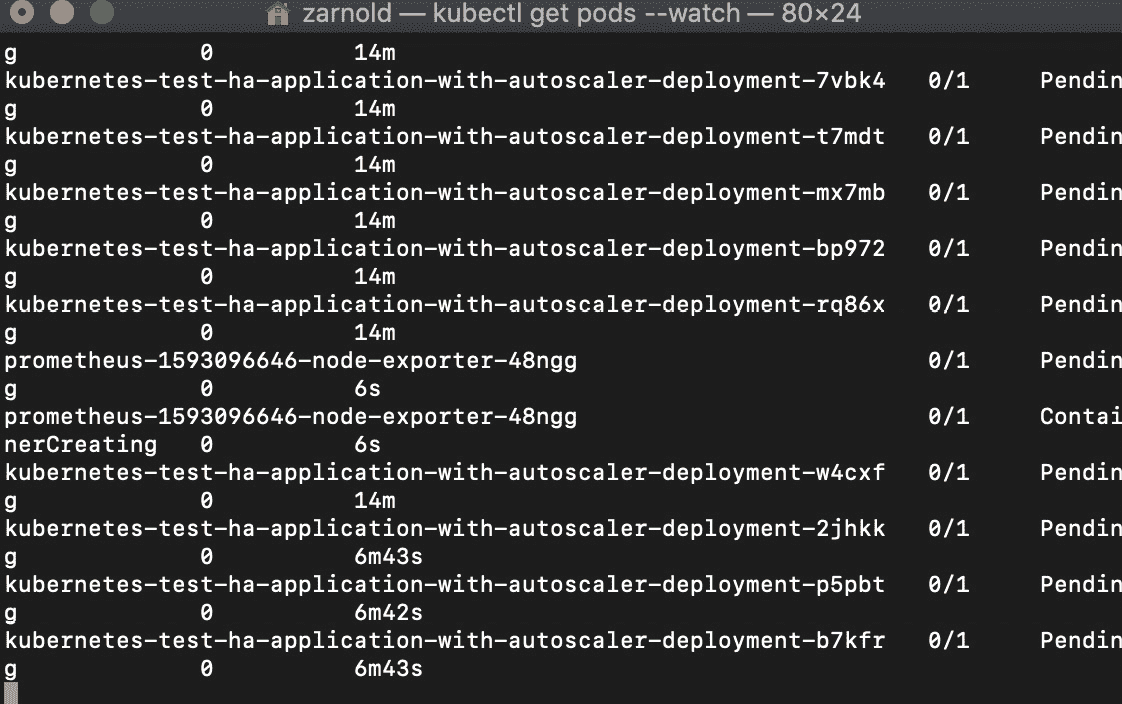 zarnold — kubectl get pods --watch — 80×24
g 0 14m
kubernetes-test-ha-application-with-autoscaler-deployment-7vbk4 0/1 Pendin
g 0 14m
kubernetes-test-ha-application-with-autoscaler-deployment-t7mdt 0/1 Pendin
g 0 14m
kubernetes-test-ha-application-with-autoscaler-deployment-mx7mb 0/1 Pendin
g 0 14m
kubernetes-test-ha-application-with-autoscaler-deployment-bp972 0/1 Pendin
g 0 14m
kubernetes-test-ha-application-with-autoscaler-deployment-rq86x 0/1 Pendin
g 0 14m
prometheus-1593096646-node-exporter-48ngg 0/1 Pendin
g 0 6s
prometheus-1593096646-node-exporter-48ngg 0/1 Contai
nerCreating 0 6s
kubernetes-test-ha-application-with-autoscaler-deployment-w4cxf 0/1 Pendin
g 0 14m
kubernetes-test-ha-application-with-autoscaler-deployment-2jhkk 0/1 Pendin
g 0 6m43s
kubernetes-test-ha-application-with-autoscaler-deployment-p5pbt 0/1 Pendin
g 0 6m42s
kubernetes-test-ha-application-with-autoscaler-deployment-b7kfr 0/1 Pendin
g 0 6m43s